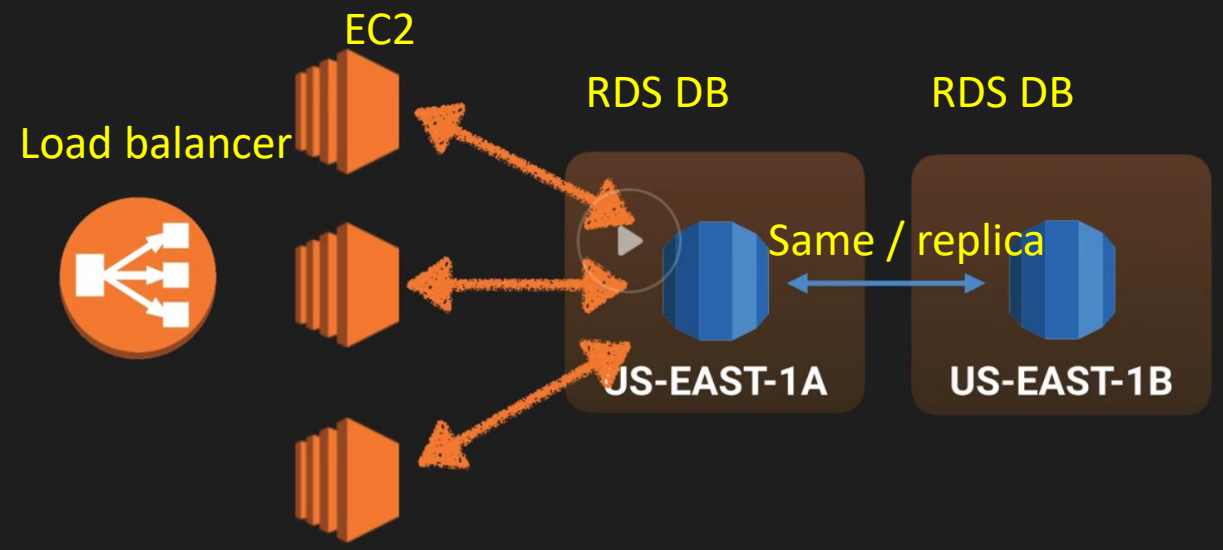 EC2
RDS DB
RDS DB
Load balancer
Same / replica
US-EAST-1A
US-EAST-1B